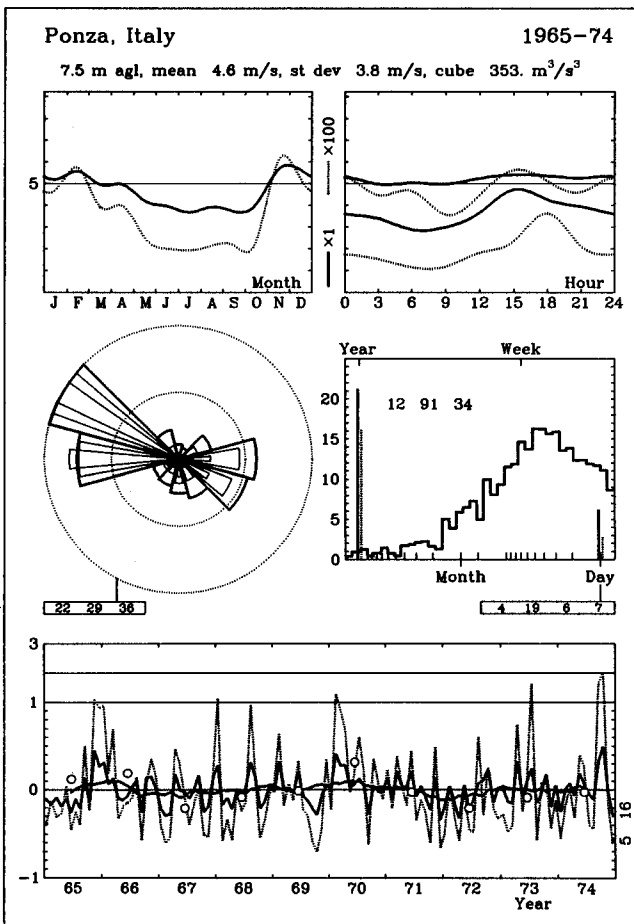 Ponza, Italy 1965-74
7.5 m agl, mean 4.6 m/s, st dev 3.8 m/s, cube 353. m³/s³
5
×1 ×100
Month
Hour
J F M A M J J A S O N D
0 3 6 9 12 15 18 21 24
Year Week
20
15
10
5
0
12 91 34
Month Day
22 29 36
4 19 6 7
3
1
0
-1
5 16
65 66 67 68 69 70 71 72 73 74
Year